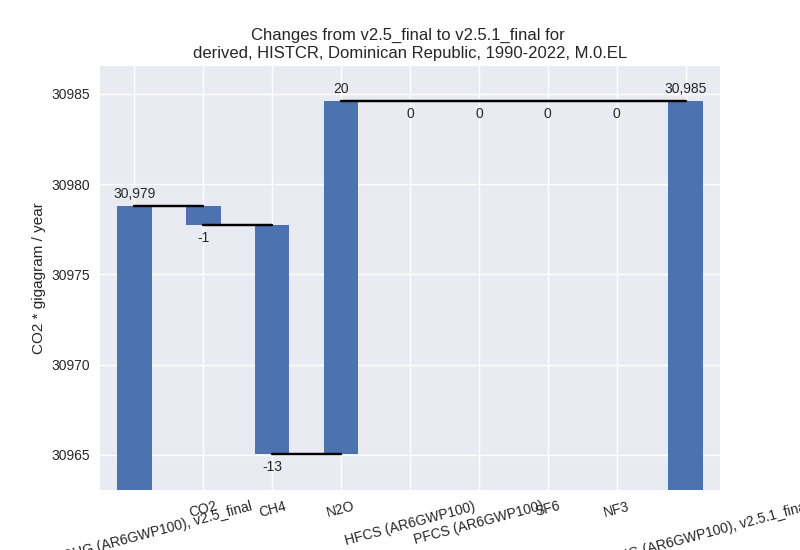 Changes from v2.5_final to v2.5.1_final for
derived, HISTCR, Dominican Republic, 1990-2022, M.0.EL
CO2 * gigagram / year
30985
30980
30975
30970
30965
30,979
-1
-13
20
0
0
0
0
30,985
(AR6GWP100), v2.5_final
CO2
CH4
N2O
HFCS (AR6GWP100)
PFCS (AR6GWP100)
SF6
NF3
(AR6GWP100), v2.5.1_final